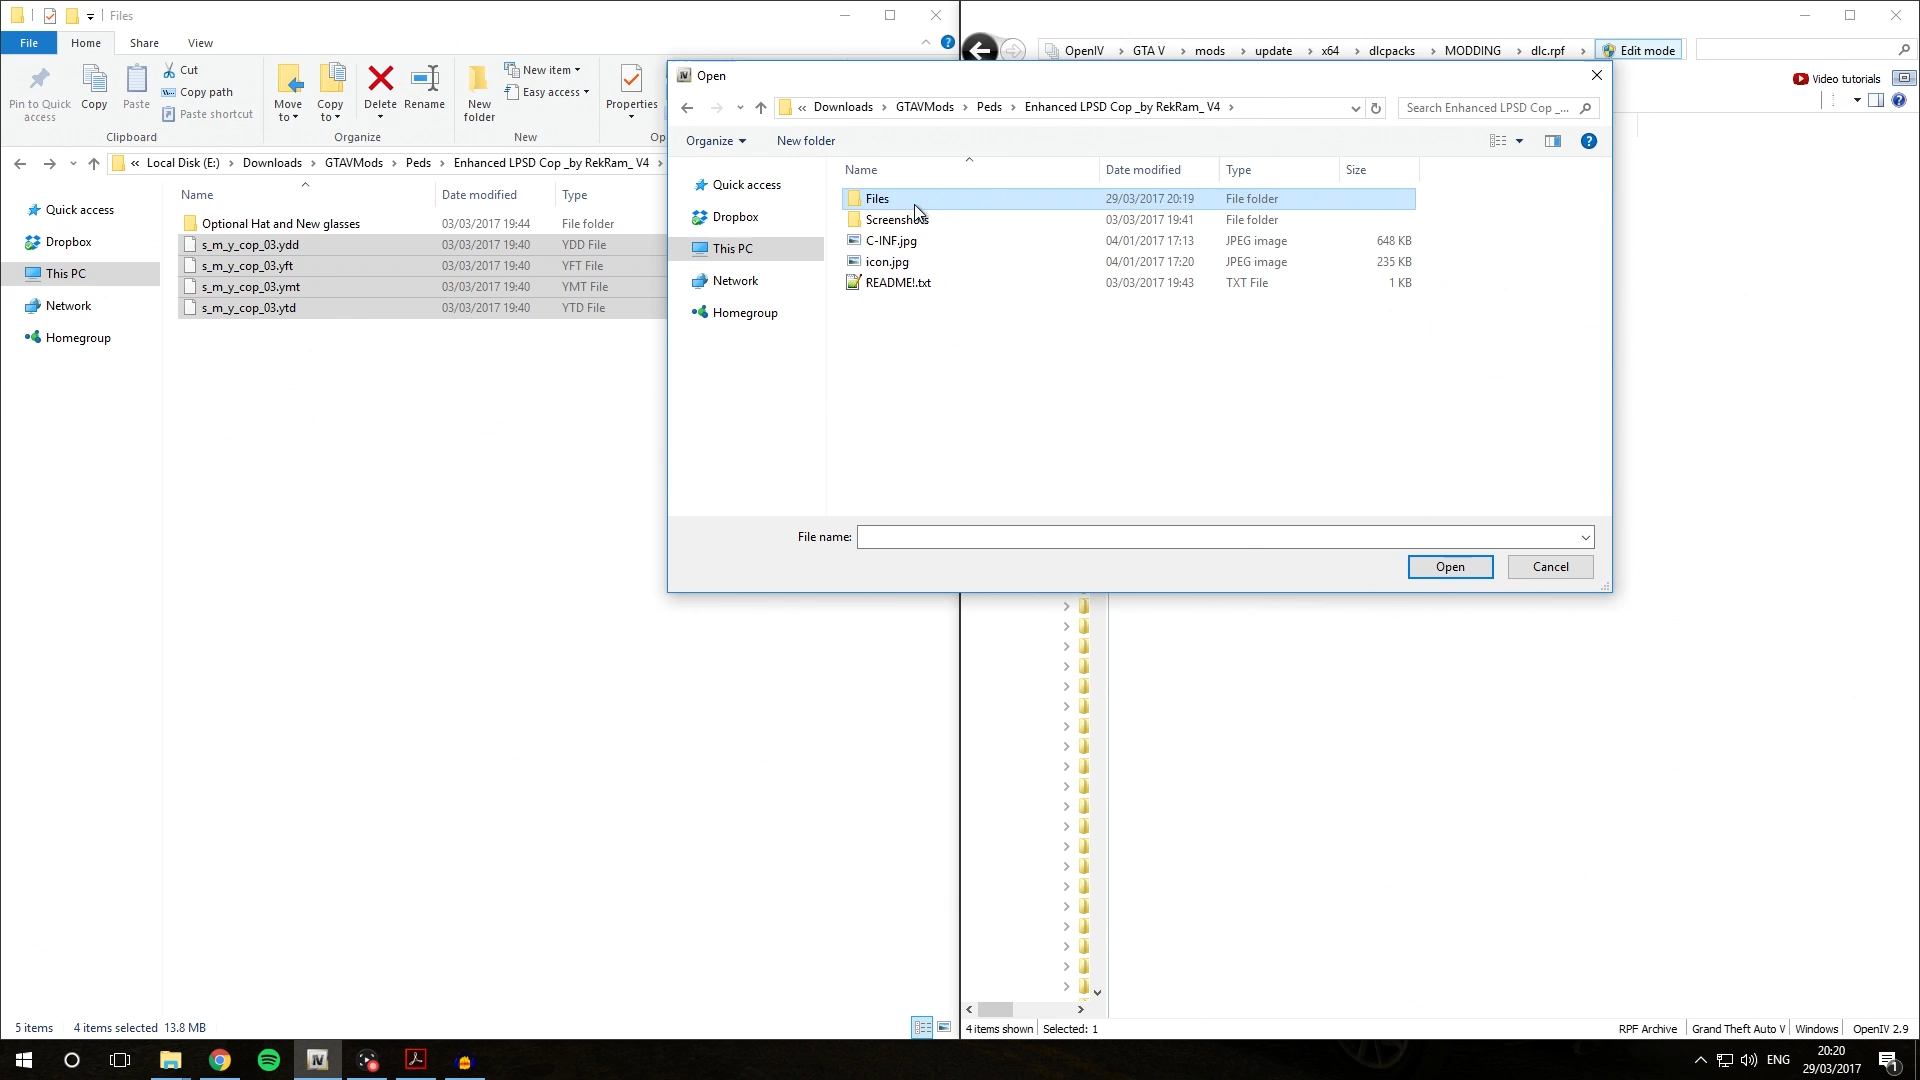 Files
File Home Share View
Pin to Quick access
Copy
Paste
Cut
Copy path
Paste shortcut
Clipboard
Move to
Copy to
Delete
Rename
Organize
New folder
New item
Easy access
New
Properties
Op
« Local Disk (E:) > Downloads > GTAVMods > Peds > Enhanced LPSD Cop _by RekRam_ V4 >
Name Date modified Type
Quick access
Dropbox
This PC
Network
Homegroup
Optional Hat and New glasses 03/03/2017 19:44 File folder
s_m_y_cop_03.ydd 03/03/2017 19:40 YDD File
s_m_y_cop_03.yft 03/03/2017 19:40 YFT File
s_m_y_cop_03.ymt 03/03/2017 19:40 YMT File
s_m_y_cop_03.ytd 03/03/2017 19:40 YTD File
5 items 4 items selected 13.8 MB
OpenIV > GTA V > mods > update > x64 > dlcpacks > MODDING > dlc.rpf > Edit mode
Video tutorials
IV Open
« Downloads > GTAVMods > Peds > Enhanced LPSD Cop _by RekRam_ V4 >
Search Enhanced LPSD Cop _...
Organize New folder
Name Date modified Type Size
Quick access
Dropbox
This PC
Network
Homegroup
Files 29/03/2017 20:19 File folder
Screenshots 03/03/2017 19:41 File folder
C-INF.jpg 04/01/2017 17:13 JPEG image 648 KB
icon.jpg 04/01/2017 17:20 JPEG image 235 KB
README!.txt 03/03/2017 19:43 TXT File 1 KB
File name:
Open Cancel
4 items shown Selected: 1
RPF Archive Grand Theft Auto V Windows OpenIV 2.9
IV
ENG
20:20
29/03/2017
1